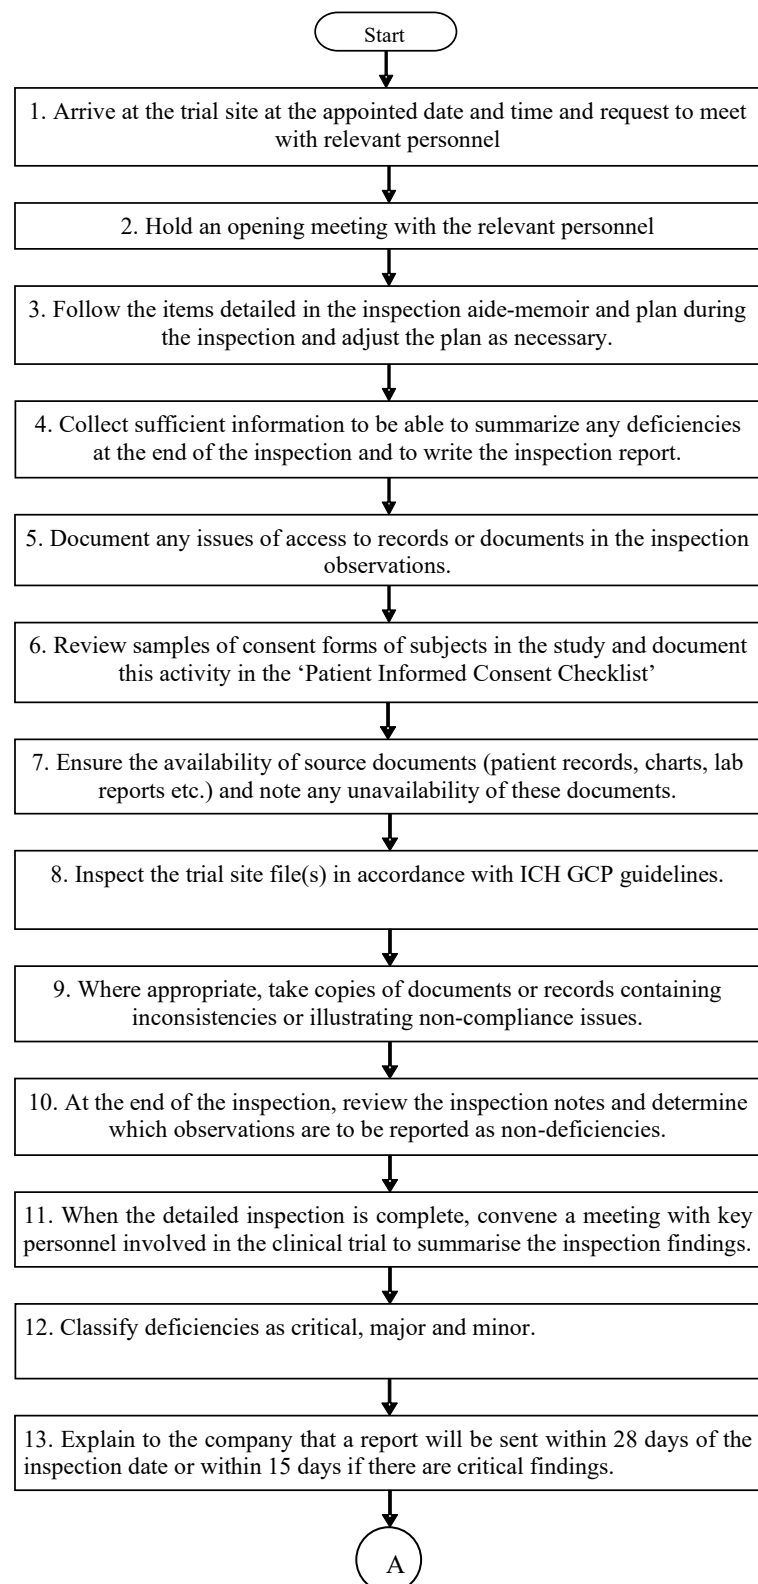 Start
1. Arrive at the trial site at the appointed date and time and request to meet
with relevant personnel
2. Hold an opening meeting with the relevant personnel
3. Follow the items detailed in the inspection aide-memoir and plan during
the inspection and adjust the plan as necessary.
4. Collect sufficient information to be able to summarize any deficiencies
at the end of the inspection and to write the inspection report.
5. Document any issues of access to records or documents in the inspection
observations.
6. Review samples of consent forms of subjects in the study and document
this activity in the ‘Patient Informed Consent Checklist’
7. Ensure the availability of source documents (patient records, charts, lab
reports etc.) and note any unavailability of these documents.
8. Inspect the trial site file(s) in accordance with ICH GCP guidelines.
9. Where appropriate, take copies of documents or records containing
inconsistencies or illustrating non-compliance issues.
10. At the end of the inspection, review the inspection notes and determine
which observations are to be reported as non-deficiencies.
11. When the detailed inspection is complete, convene a meeting with key
personnel involved in the clinical trial to summarise the inspection findings.
12. Classify deficiencies as critical, major and minor.
13. Explain to the company that a report will be sent within 28 days of the
inspection date or within 15 days if there are critical findings.
A